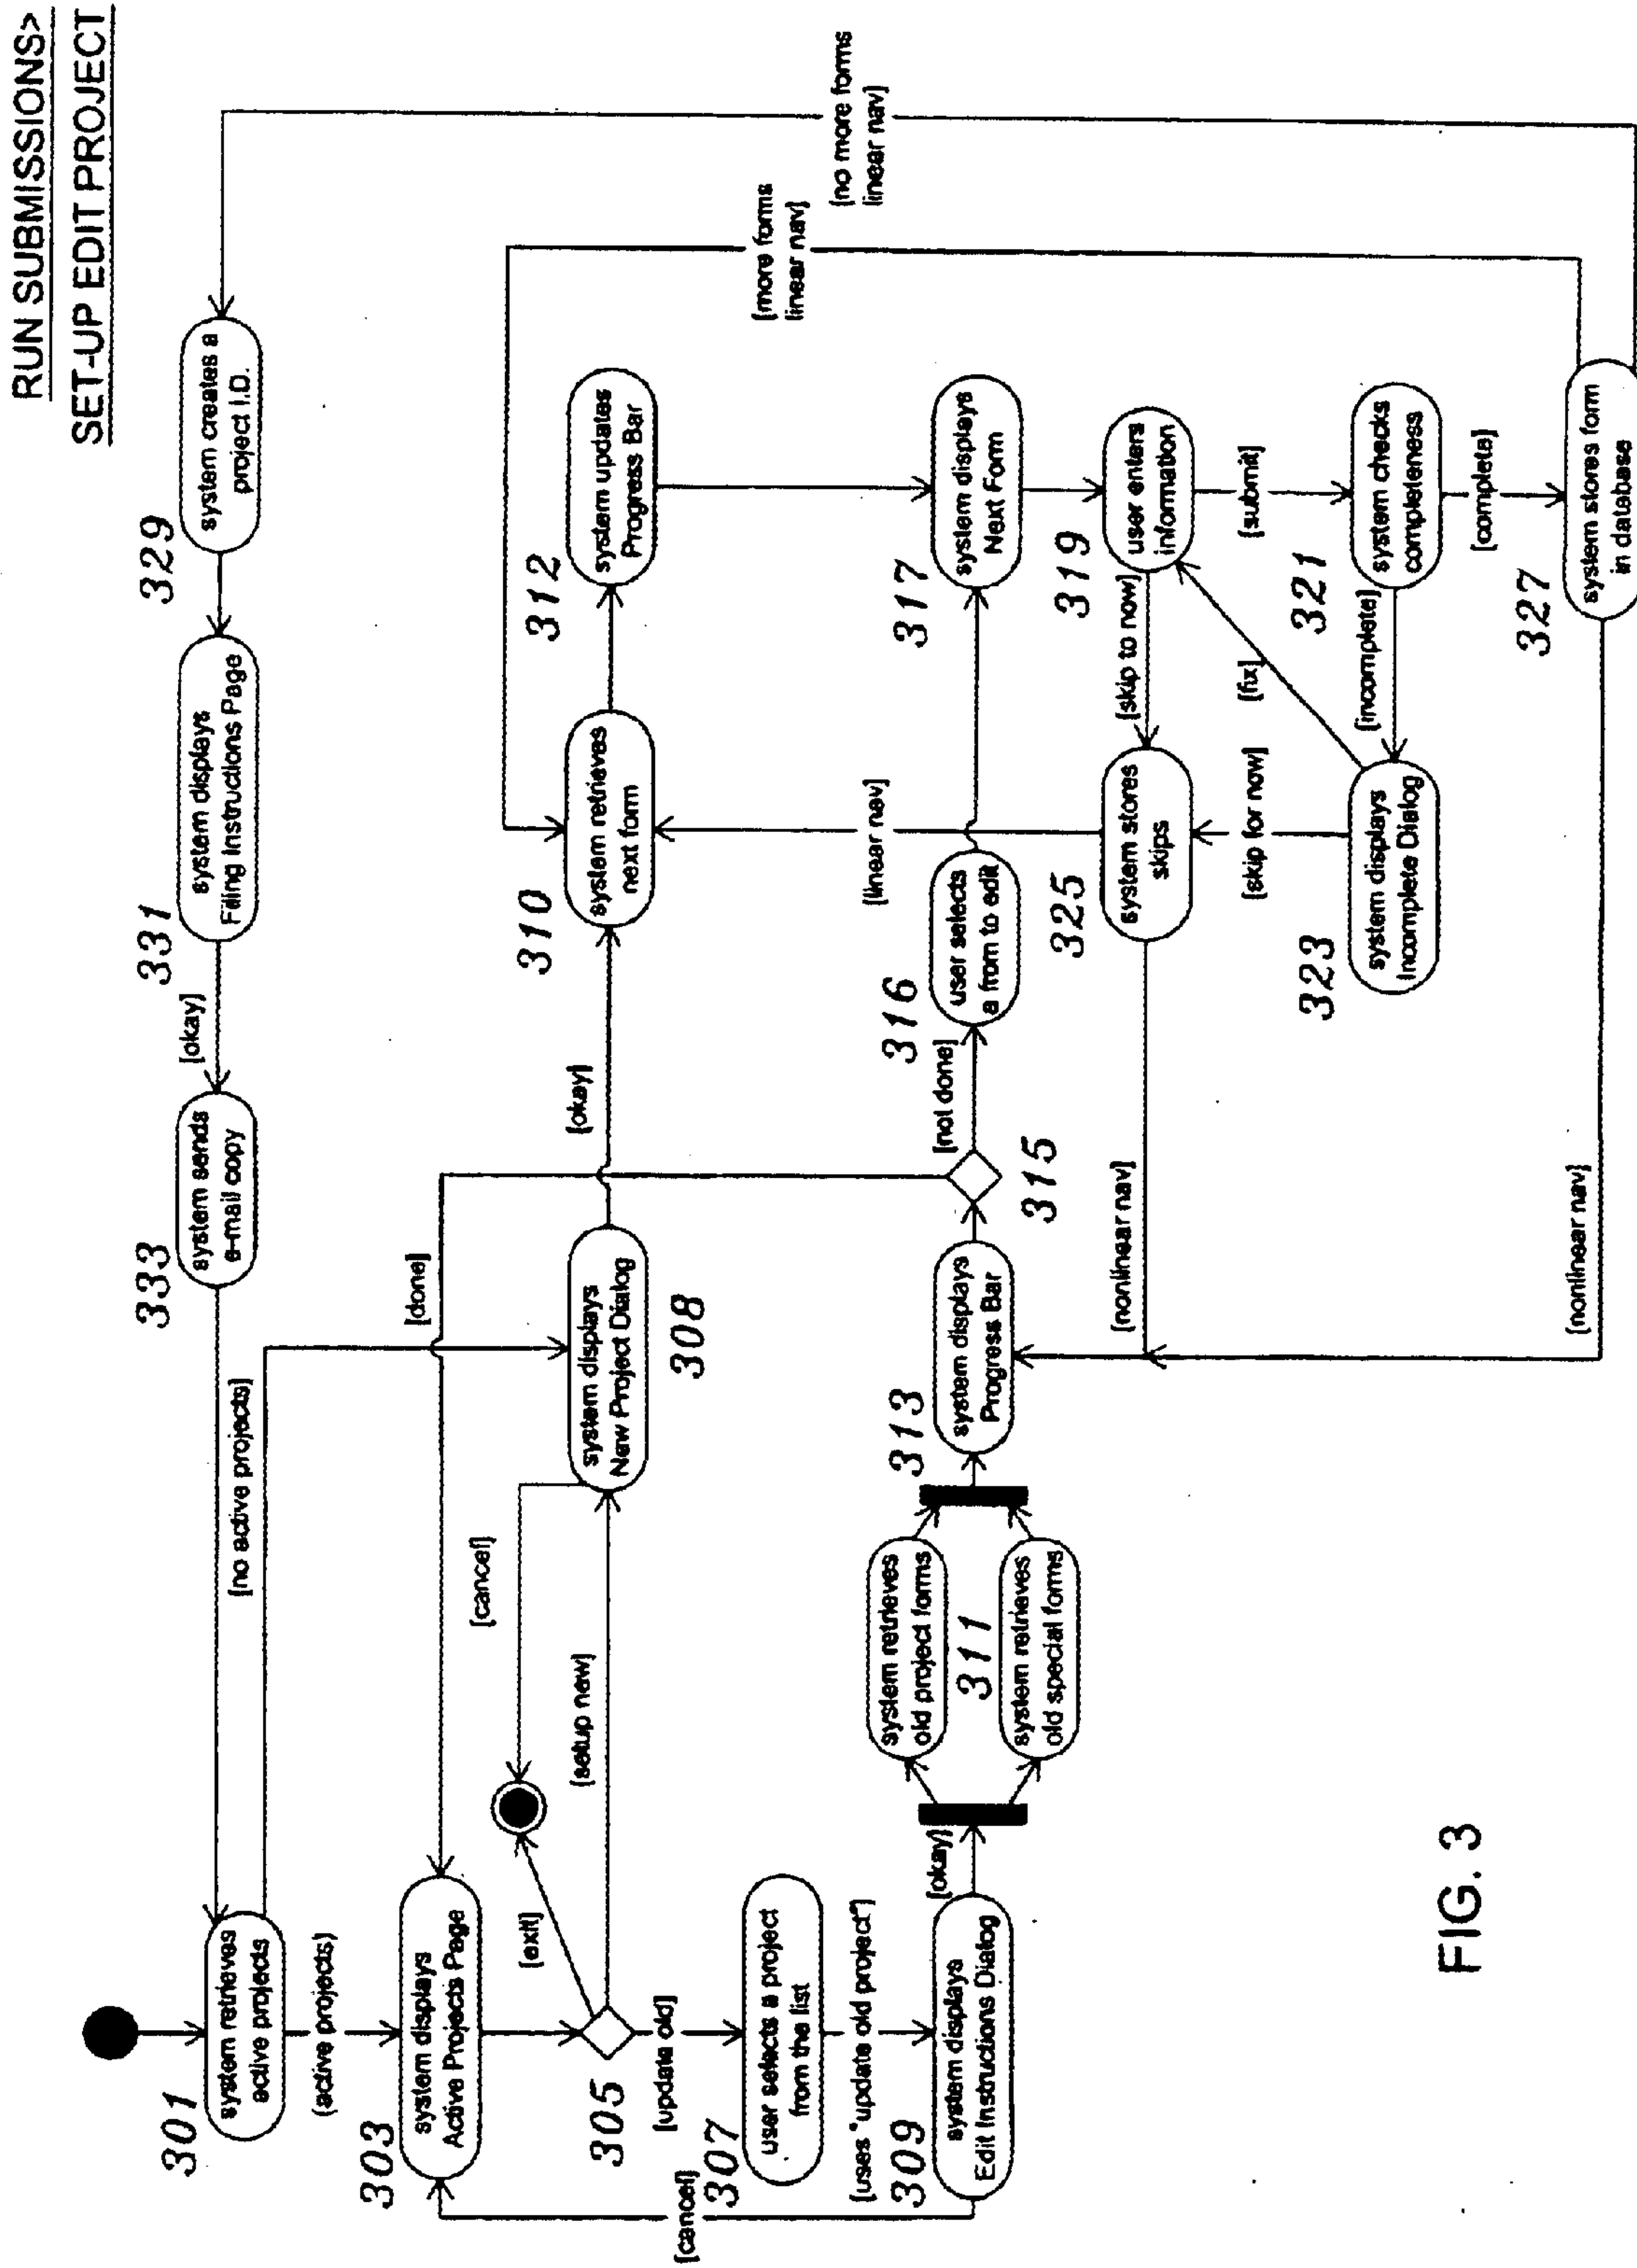 RUN SUBMISSIONS>
SET-UP EDIT PROJECT
301
system retrieves
active projects
[no active projects]
(active projects)
333
system sends
e-mail copy
[okay]
331
system displays
Filing Instructions Page
329
system creates a
project I.D.
303
system displays
Active Projects Page
[done]
[cancel]
[exit]
[setup new]
305
[update old]
system displays
New Project Dialog
308
[okay]
310
system retrieves
next form
312
system updates
Progress Bar
[more forms
linear nav]
[no more forms
linear nav]
[cancel]
307
user selects a project
from the list
[uses "update old project"]
309
system displays
Edit Instructions Dialog
[okay]
system retrieves
old project forms
311
system retrieves
old special forms
313
system displays
Progress Bar
315
[not done]
316
user selects
a from to edit
[linear nav]
317
system displays
Next Form
319
user enters
information
[skip to now]
[submit]
325
system stores
skips
[nonlinear nav]
[fix]
[skip for now]
321
system checks
completeness
[incomplete]
[complete]
323
system displays
Incomplete Dialog
327
system stores form
in database
[nonlinear nav]
FIG. 3